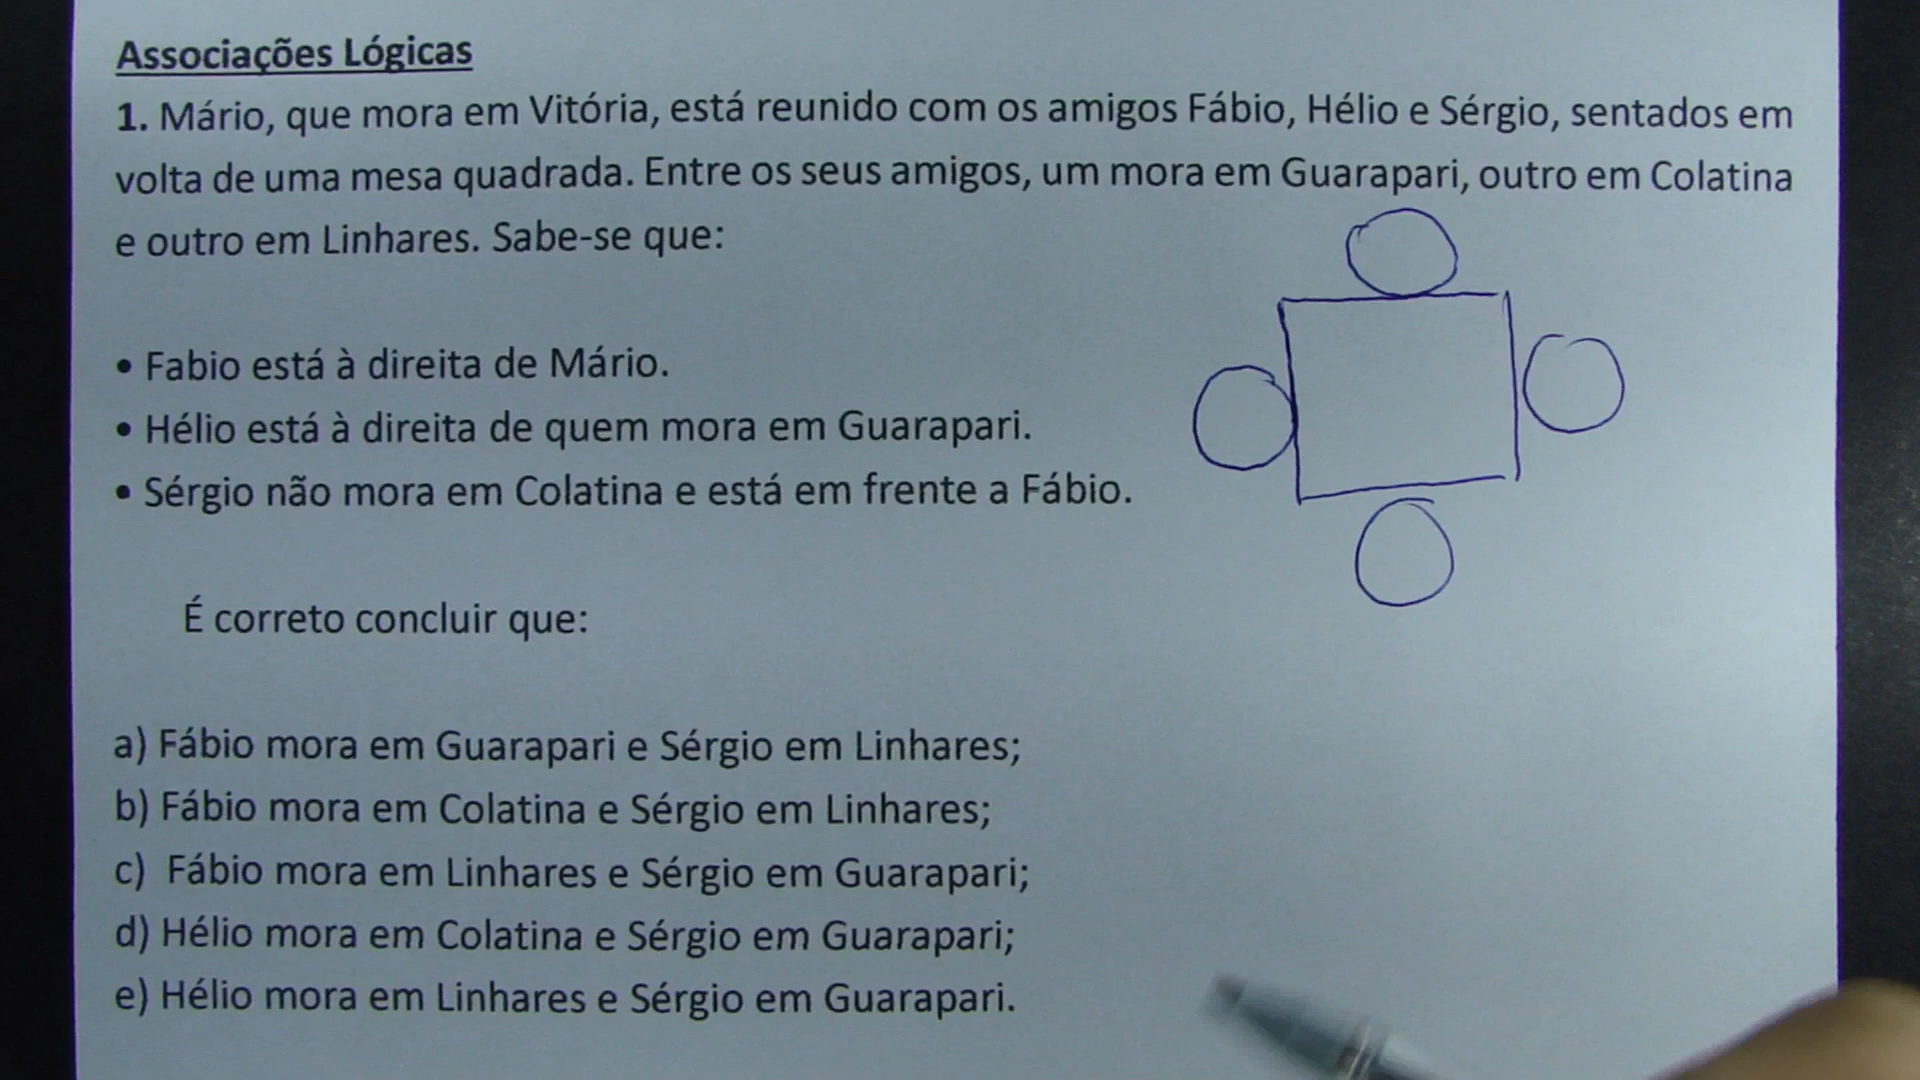 Associações Lógicas
1. Mário, que mora em Vitória, está reunido com os amigos Fábio, Hélio e Sérgio, sentados em
volta de uma mesa quadrada. Entre os seus amigos, um mora em Guarapari, outro em Colatina
e outro em Linhares. Sabe-se que:
• Fabio está à direita de Mário.
• Hélio está à direita de quem mora em Guarapari.
• Sérgio não mora em Colatina e está em frente a Fábio.
É correto concluir que:
a) Fábio mora em Guarapari e Sérgio em Linhares;
b) Fábio mora em Colatina e Sérgio em Linhares;
c) Fábio mora em Linhares e Sérgio em Guarapari;
d) Hélio mora em Colatina e Sérgio em Guarapari;
e) Hélio mora em Linhares e Sérgio em Guarapari.